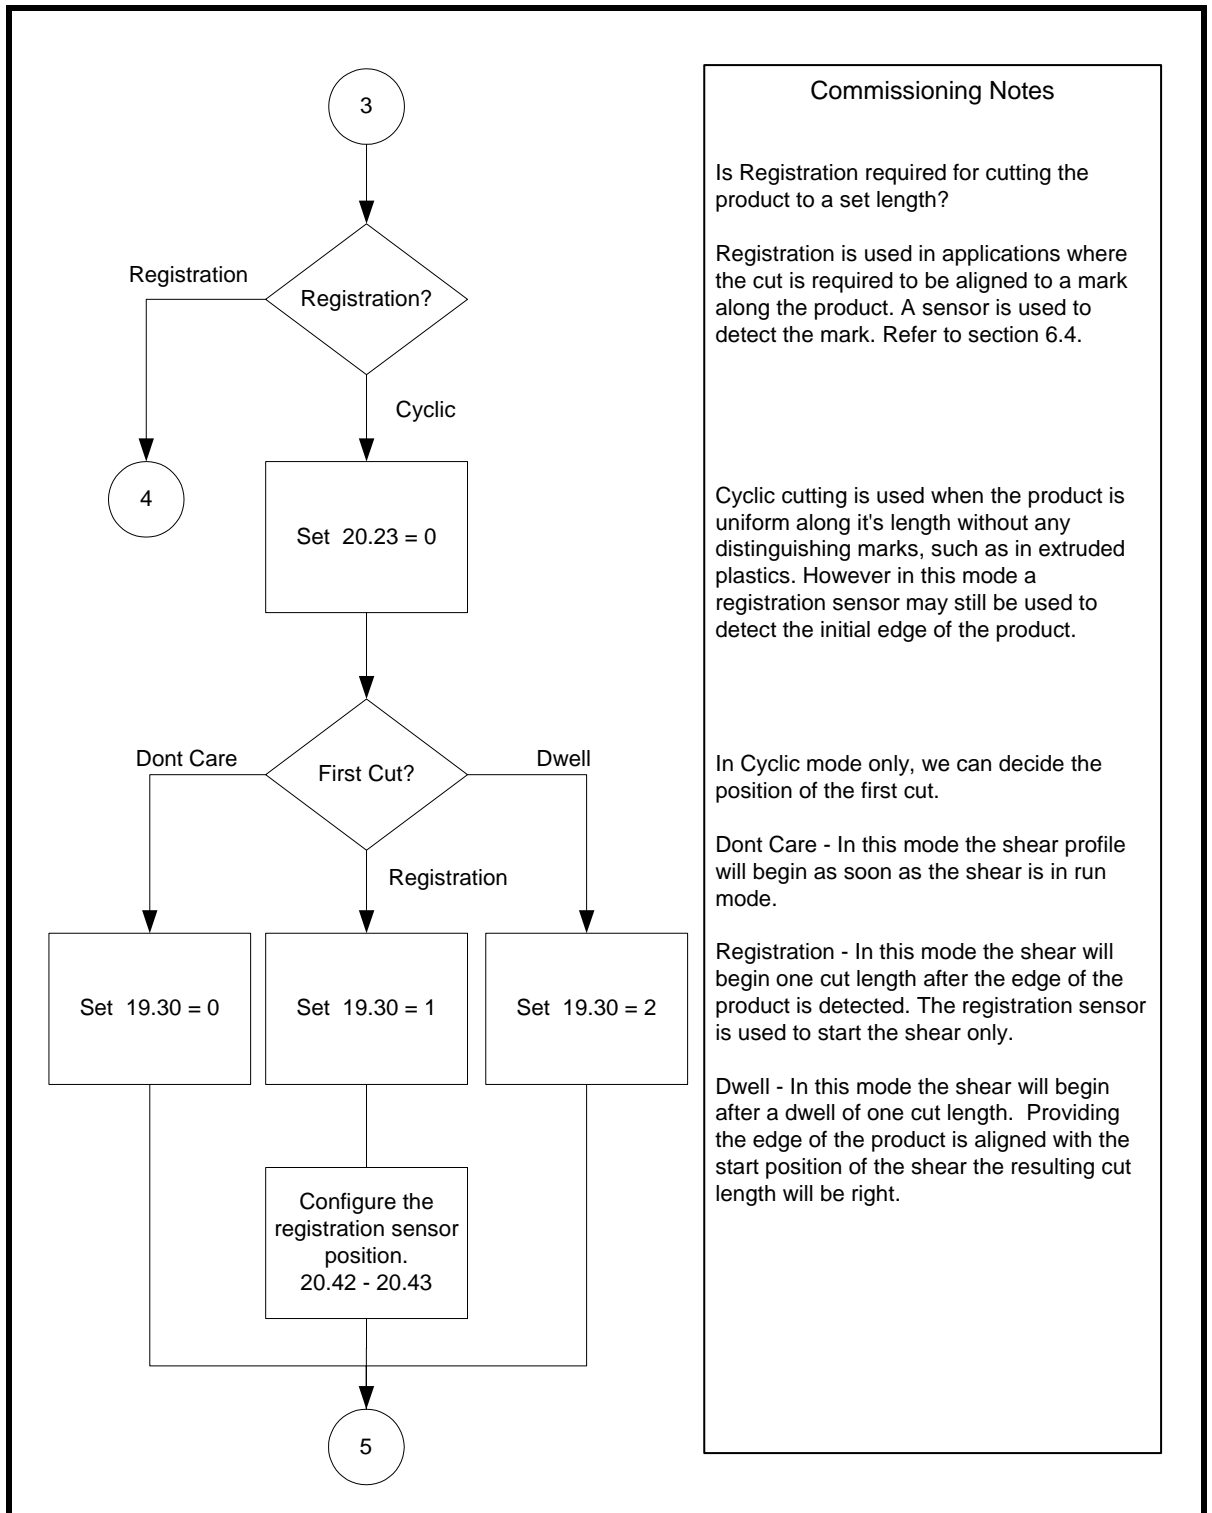 3
Registration
Registration?
Cyclic
4
Set 20.23 = 0
Dont Care
First Cut?
Dwell
Registration
Set 19.30 = 0
Set 19.30 = 1
Set 19.30 = 2
Configure the
registration sensor
position.
20.42 - 20.43
5
Commissioning Notes
Is Registration required for cutting the
product to a set length?
Registration is used in applications where
the cut is required to be aligned to a mark
along the product. A sensor is used to
detect the mark. Refer to section 6.4.
Cyclic cutting is used when the product is
uniform along it's length without any
distinguishing marks, such as in extruded
plastics. However in this mode a
registration sensor may still be used to
detect the initial edge of the product.
In Cyclic mode only, we can decide the
position of the first cut.
Dont Care - In this mode the shear profile
will begin as soon as the shear is in run
mode.
Registration - In this mode the shear will
begin one cut length after the edge of the
product is detected. The registration sensor
is used to start the shear only.
Dwell - In this mode the shear will begin
after a dwell of one cut length. Providing
the edge of the product is aligned with the
start position of the shear the resulting cut
length will be right.